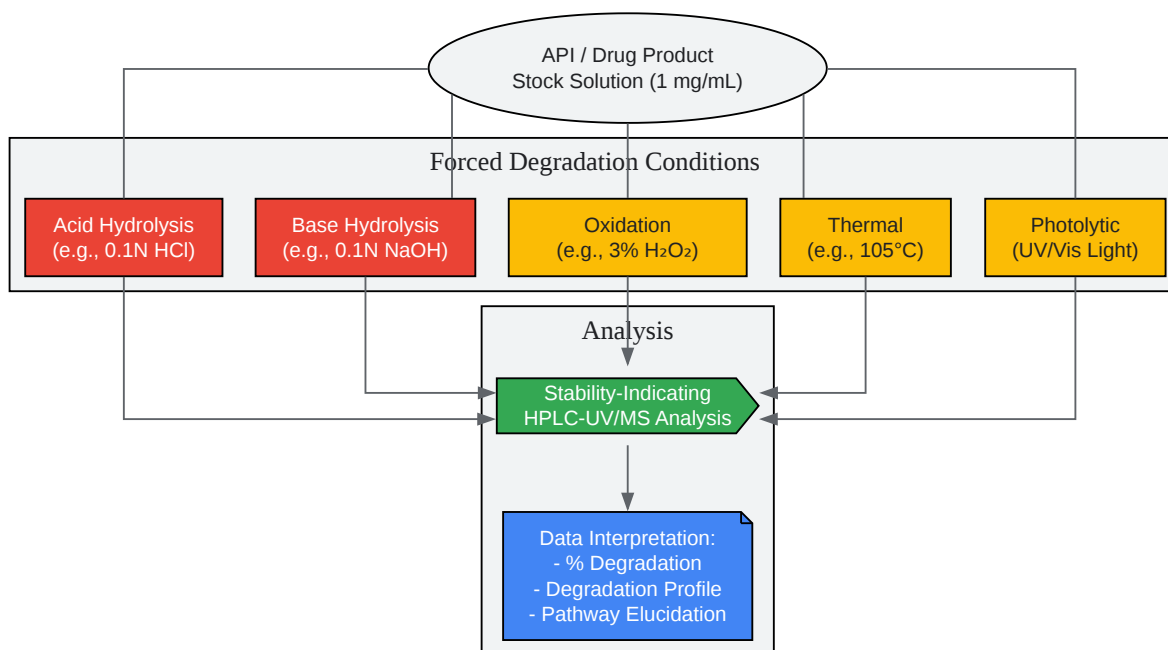 API / Drug Product
Stock Solution (1 mg/mL)
Forced Degradation Conditions
Acid Hydrolysis
(e.g., 0.1N HCl)
Base Hydrolysis
(e.g., 0.1N NaOH)
Oxidation
(e.g., 3% H₂O₂)
Thermal
(e.g., 105°C)
Photolytic
(UV/Vis Light)
Analysis
Stability-Indicating
HPLC-UV/MS Analysis
Data Interpretation:
- % Degradation
- Degradation Profile
- Pathway Elucidation